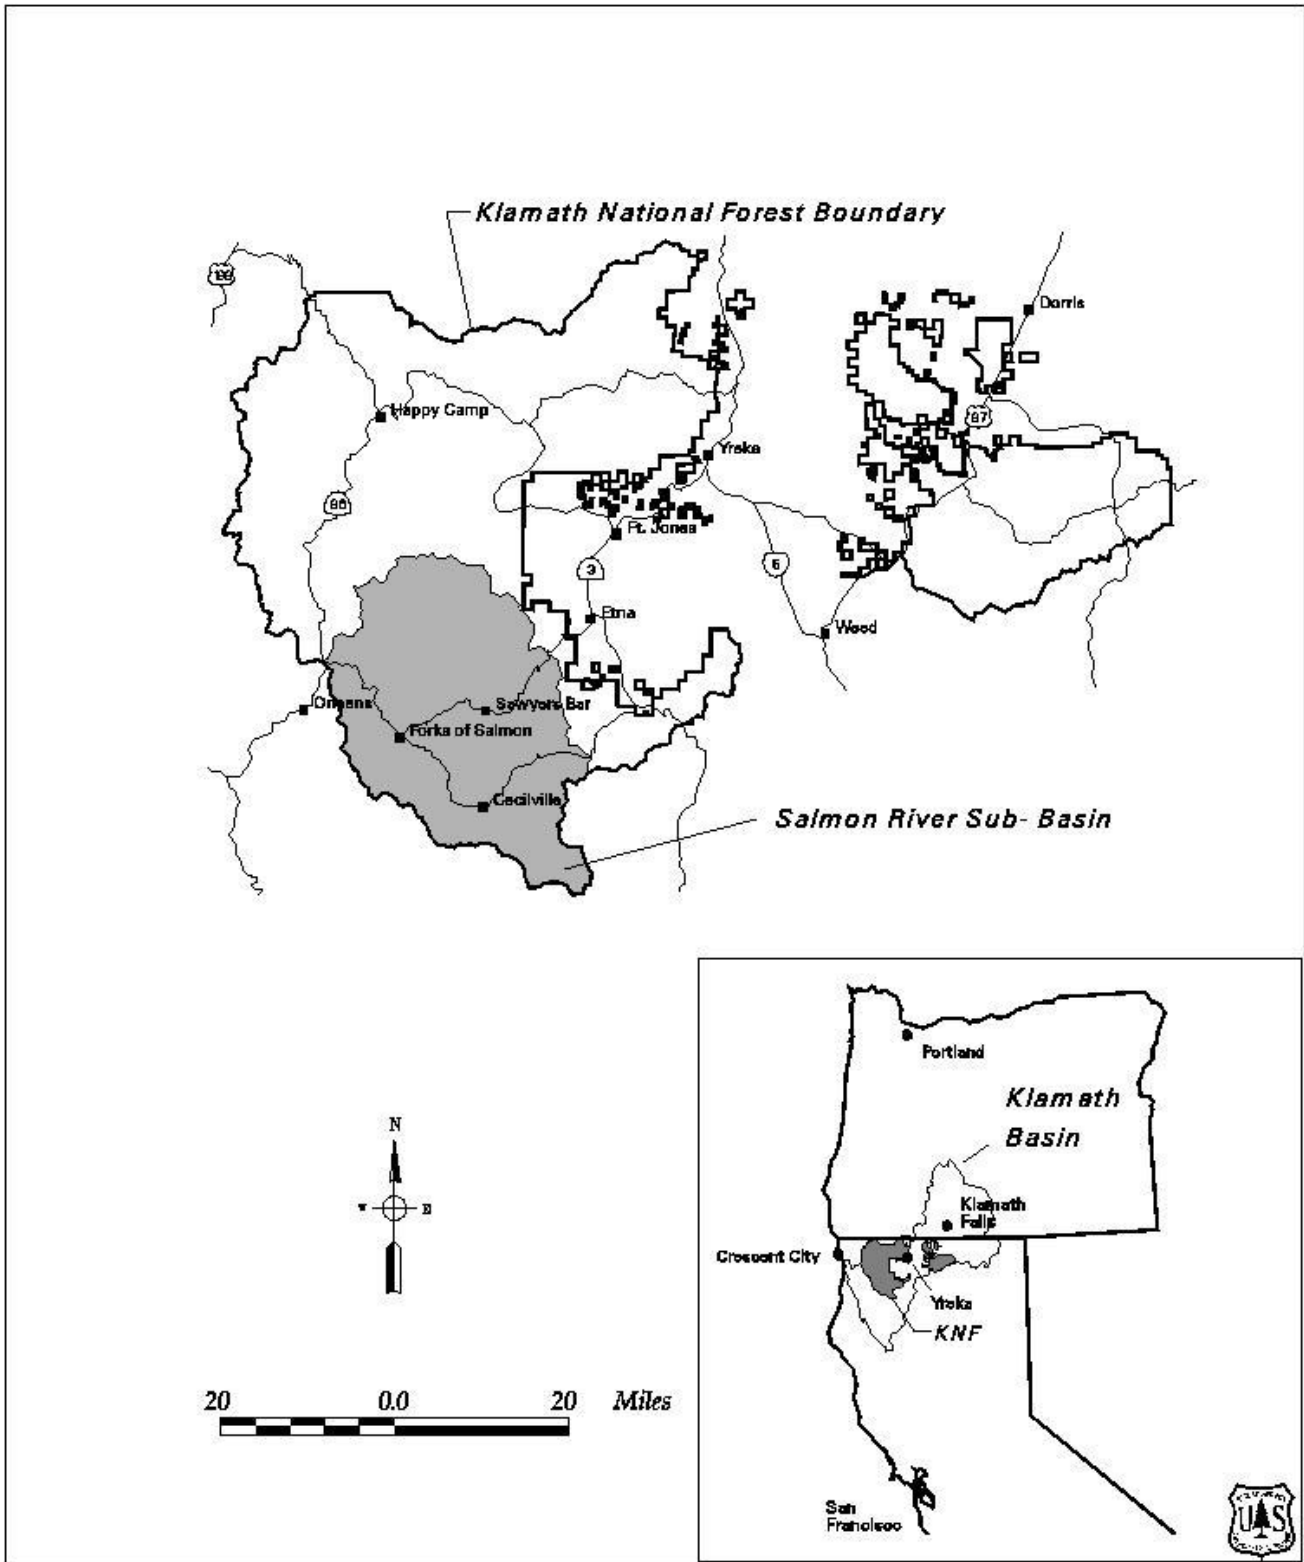 Klamath National Forest Boundary
199
Dorris
97
Happy Camp
Yreka
96
Ft. Jones
3
5
Etna
Weed
Orleans
Sawyers Bar
Forks of Salmon
Cecilville
Salmon River Sub- Basin
Portland
Klamath
Basin
Klamath
Falls
Crescent City
Yreka
KNF
San
Francisco
N
W E
20 0.0 20 Miles
U S